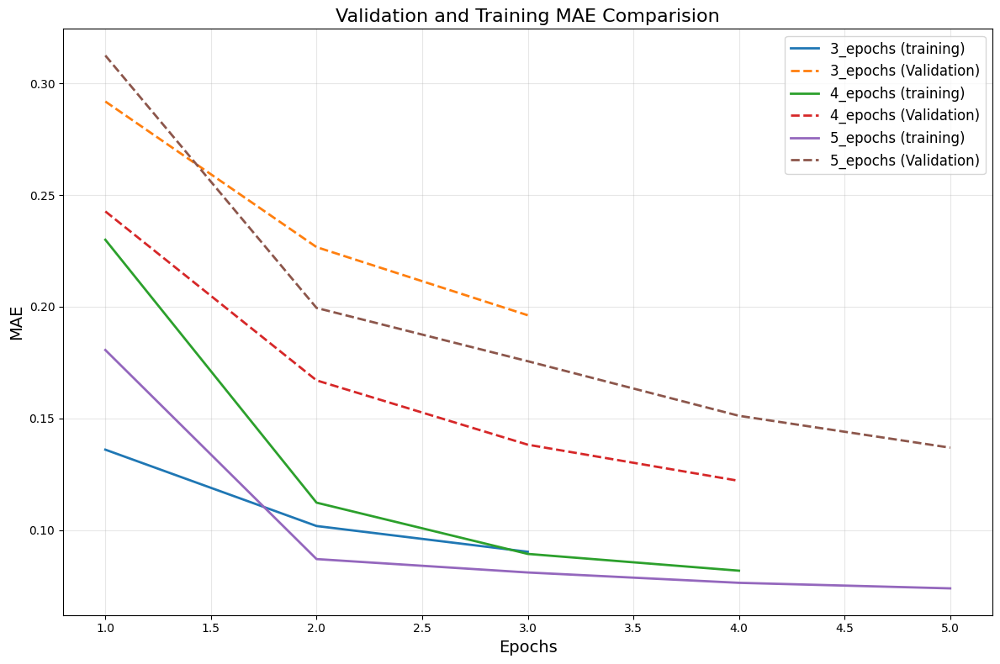 Validation and Training MAE Comparision
3_epochs (training)
3_epochs (Validation)
4_epochs (training)
4_epochs (Validation)
5_epochs (training)
5_epochs (Validation)
MAE
0.30
0.25
0.20
0.15
0.10
1.0 1.5 2.0 2.5 3.0 3.5 4.0 4.5 5.0
Epochs